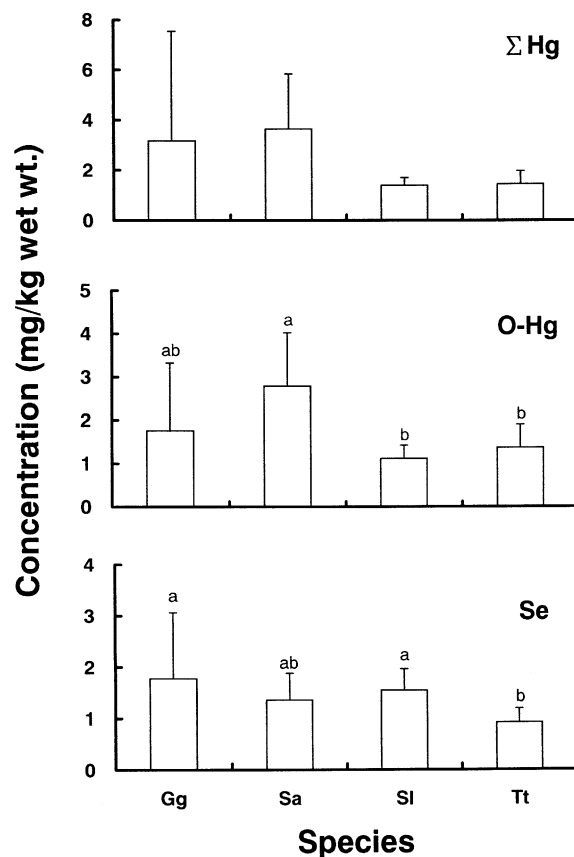 Concentration (mg/kg wet wt.)
8
6
4
2
0
Σ Hg
5
4
3
2
1
0
O-Hg
ab
a
b
b
4
3
2
1
0
Se
a
ab
a
b
Gg Sa Sl Tt
Species